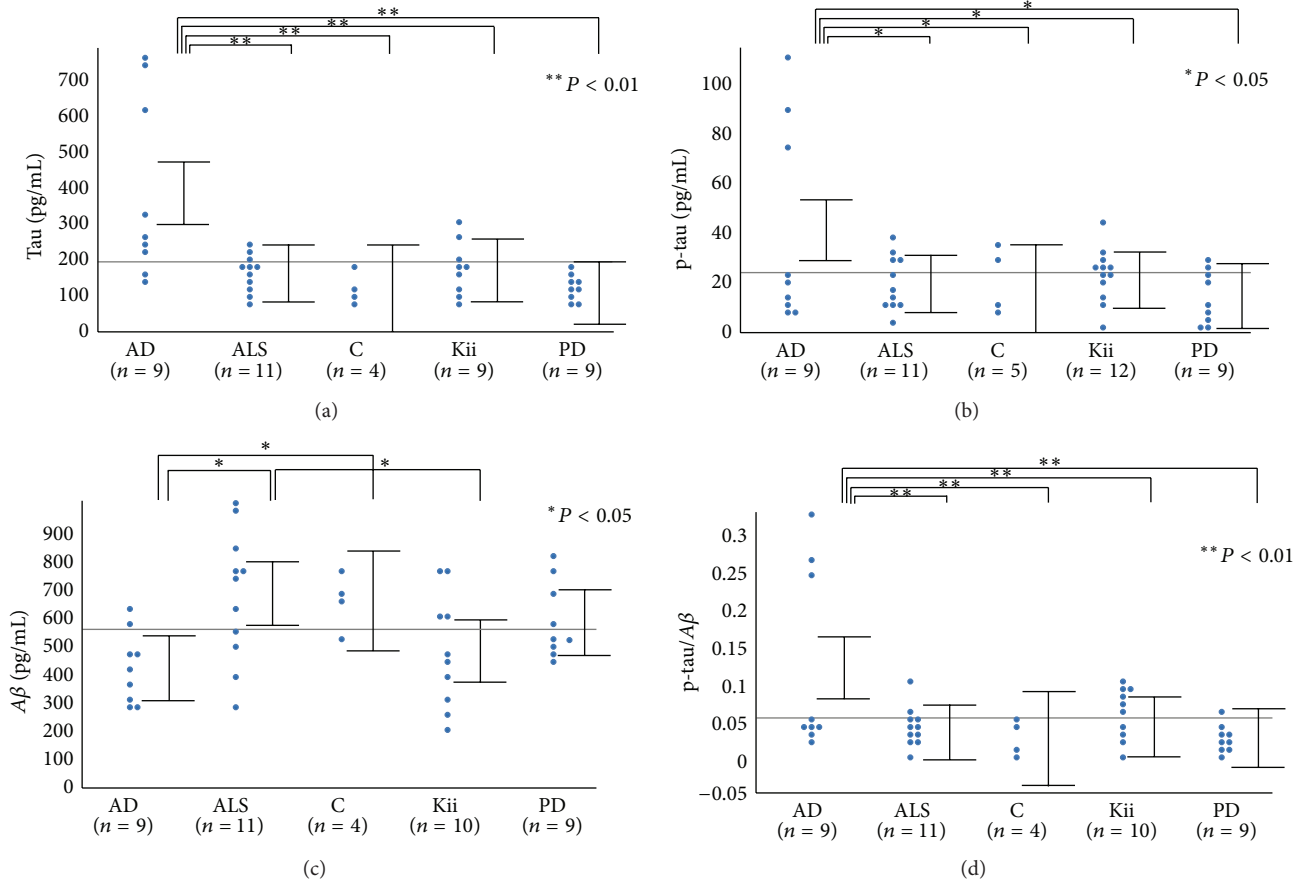 **
**
**
**
** P < 0.01
Tau (pg/mL)
700
600
500
400
300
200
100
0
AD ALS C Kii PD
(n = 9) (n = 11) (n = 4) (n = 9) (n = 9)
(a)
*
*
*
*
* P < 0.05
p-tau (pg/mL)
100
80
60
40
20
0
AD ALS C Kii PD
(n = 9) (n = 11) (n = 5) (n = 12) (n = 9)
(b)
*
* *
* P < 0.05
Aβ (pg/mL)
900
800
700
600
500
400
300
200
100
0
AD ALS C Kii PD
(n = 9) (n = 11) (n = 4) (n = 10) (n = 9)
(c)
**
**
**
**
** P < 0.01
p-tau/Aβ
0.3
0.25
0.2
0.15
0.1
0.05
0
−0.05
AD ALS C Kii PD
(n = 9) (n = 11) (n = 4) (n = 10) (n = 9)
(d)